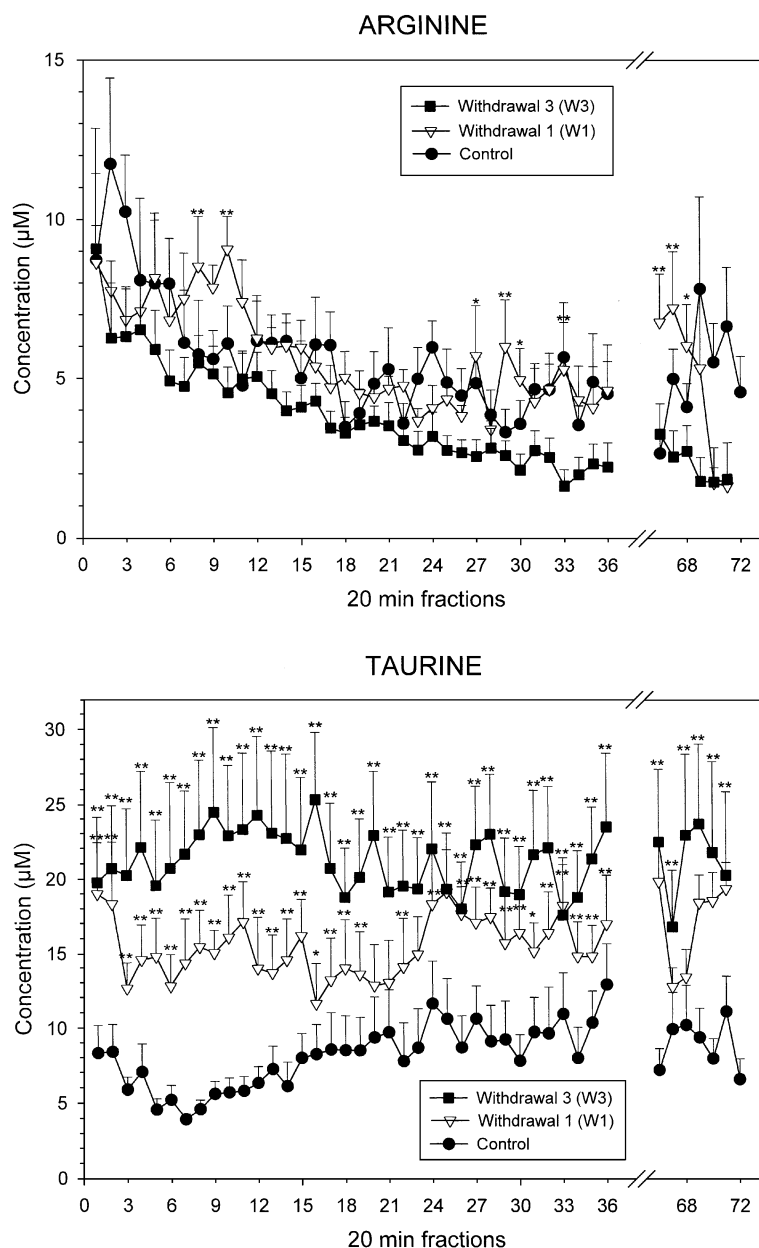 ARGININE
15
10
5
0
Concentration (µM)
Withdrawal 3 (W3)
Withdrawal 1 (W1)
Control
** ** * ** * ** ** ** *
0 3 6 9 12 15 18 21 24 27 30 33 36 68 72
20 min fractions
TAURINE
30
25
20
15
10
5
0
Concentration (µM)
Withdrawal 3 (W3)
Withdrawal 1 (W1)
Control
0 3 6 9 12 15 18 21 24 27 30 33 36 68 72
20 min fractions